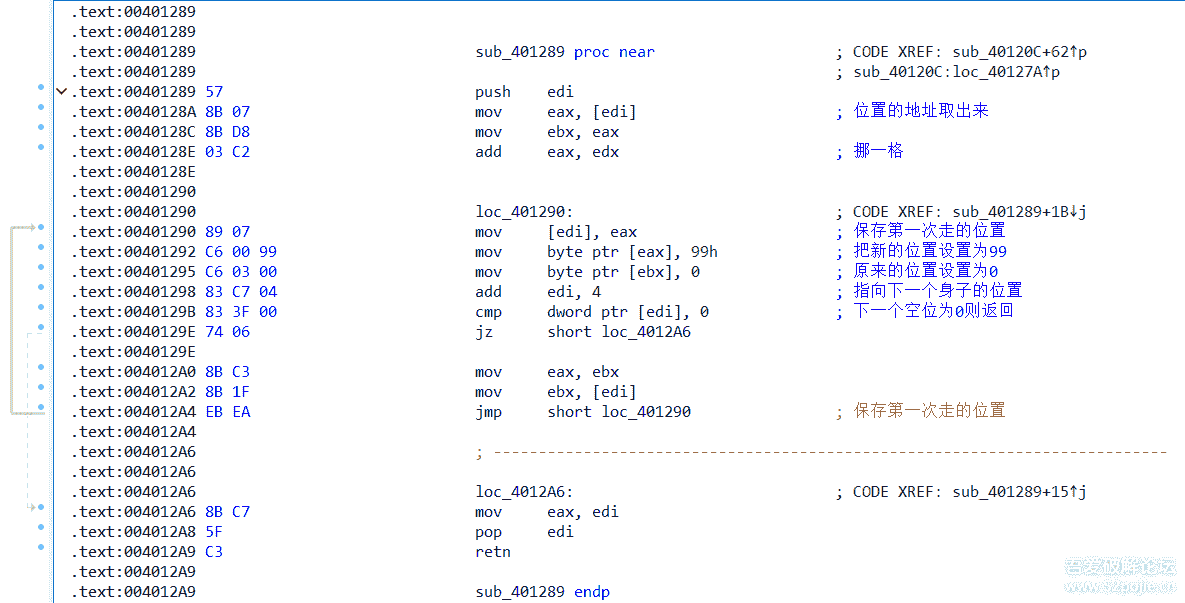 .text:00401289
.text:00401289
.text:00401289 sub_401289 proc near ; CODE XREF: sub_40120C+62↑p
.text:00401289 ; sub_40120C:loc_40127A↑p
.text:00401289 57 push edi
.text:0040128A 8B 07 mov eax, [edi] ; 位置的地址取出来
.text:0040128C 8B D8 mov ebx, eax
.text:0040128E 03 C2 add eax, edx ; 挪一格
.text:0040128E
.text:00401290
.text:00401290 loc_401290: ; CODE XREF: sub_401289+1B↓j
.text:00401290 89 07 mov [edi], eax ; 保存第一次走的位置
.text:00401292 C6 00 99 mov byte ptr [eax], 99h ; 把新的位置设置为99
.text:00401295 C6 03 00 mov byte ptr [ebx], 0 ; 原来的位置设置为0
.text:00401298 83 C7 04 add edi, 4 ; 指向下一个身子的位置
.text:0040129B 83 3F 00 cmp dword ptr [edi], 0 ; 下一个空位为0则返回
.text:0040129E 74 06 jz short loc_4012A6
.text:0040129E
.text:004012A0 8B C3 mov eax, ebx
.text:004012A2 8B 1F mov ebx, [edi]
.text:004012A4 EB EA jmp short loc_401290 ; 保存第一次走的位置
.text:004012A4
.text:004012A6 ; ---------------------------------------------------------------------------
.text:004012A6
.text:004012A6 loc_4012A6: ; CODE XREF: sub_401289+15↑j
.text:004012A6 8B C7 mov eax, edi
.text:004012A8 5F pop edi
.text:004012A9 C3 retn
.text:004012A9
.text:004012A9 sub_401289 endp
吾爱破解论坛
www.52pojie.cn